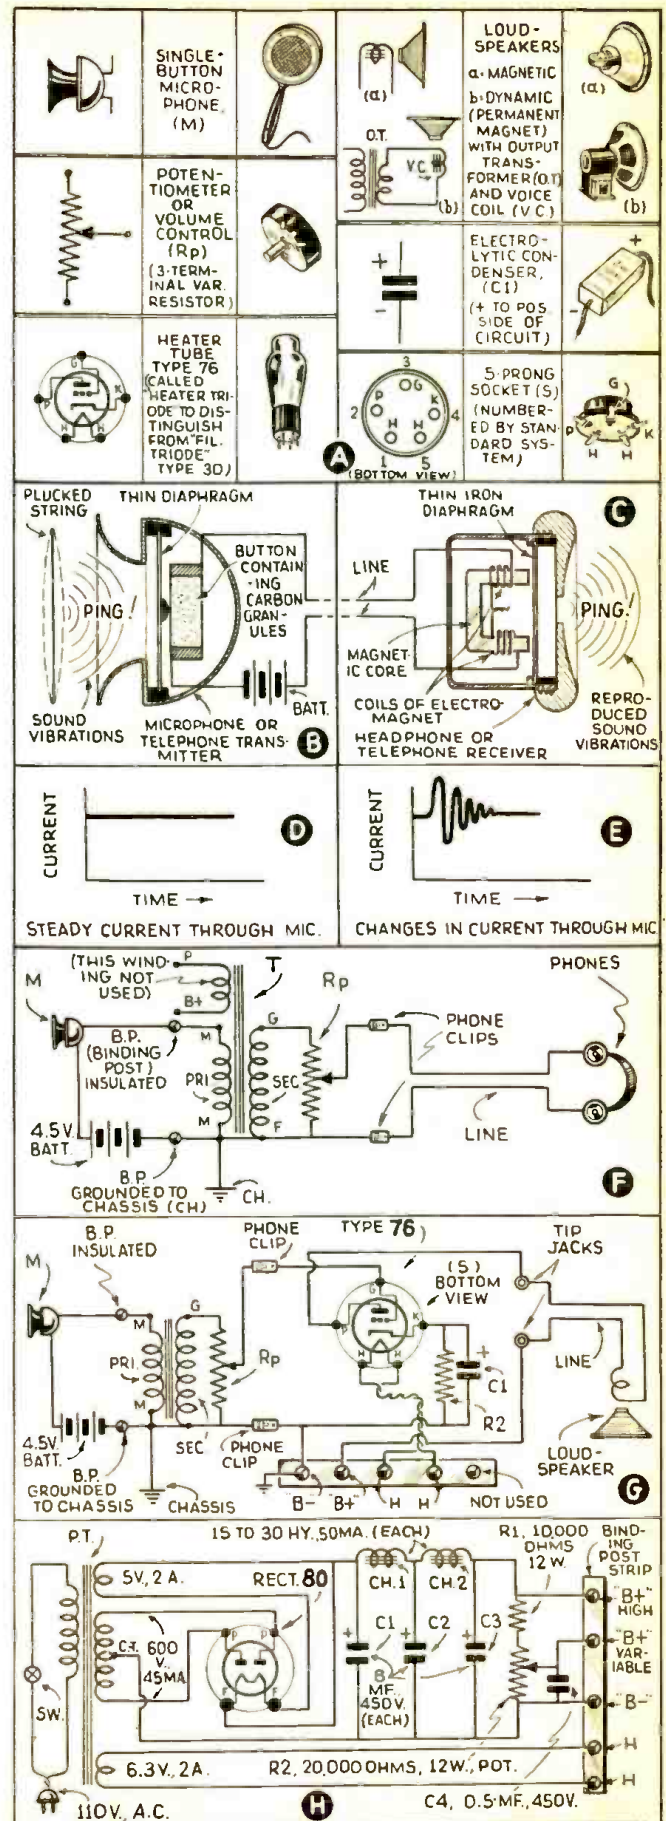 SINGLE-
BUTTON
MICRO-
PHONE
(M)
(a)
O.T.
V.C.
(b)
LOUD-
SPEAKERS
a=MAGNETIC
b=DYNAMIC
(PERMANENT
MAGNET)
WITH OUTPUT
TRANS-
FORMER(O.T)
AND VOICE
COIL (V.C.)
(a)
(b)
POTEN-
TIOMETER
OR
VOLUME
CONTROL
(Rp)
(3-TERM-
INAL VAR.
RESISTOR)
+
-
ELECTRO-
LYTIC CON-
DENSER,
(C1)
(+ TO POS.
SIDE OF
CIRCUIT)
+
-
G
P
K
H
H
HEATER
TUBE
TYPE 76
(CALLED
"HEATER TRI-
ODE TO DIS-
TINGUISH
FROM "FIL.
TRIODE"
TYPE 30)
A
3
G
P
K
2
4
H H
1 5
(BOTTOM VIEW)
5-PRONG
SOCKET (S)
(NUMBER-
ED BY STAN-
DARD SYS-
TEM)
G
P
K
H H
PLUCKED
STRING
THIN DIAPHRAGM
BUTTON
CONTAIN-
ING
CARBON
GRAN-
ULES
PING!
LINE
BATT.
SOUND
VIBRATIONS
MICROPHONE OR
TELEPHONE TRANS-
MITTER
B
THIN IRON
DIAPHRAGM
C
PING!
MAGNET-
IC CORE
COILS OF ELECTRO-
MAGNET
HEADPHONE OR
TELEPHONE RECEIVER
REPRO-
DUCED
SOUND
VIBRATIONS
CURRENT
D
TIME
STEADY CURRENT THROUGH MIC.
CURRENT
E
TIME
CHANGES IN CURRENT THROUGH MIC
(THIS WIND-
ING NOT
USED)
P
B+
T
M
B.P.
(BINDING
POST)
INSULATED
M
PRI.
M
G
SEC
F
Rp
PHONE
CLIPS
PHONES
LINE
4.5V.
BATT.
B.P.
GROUNDED TO
CHASSIS (CH)
CH.
F
B.P.
INSULATED
M
PHONE
CLIP
TYPE 76)
(S)
BOTTOM
VIEW
TIP
JACKS
M
PRI.
M
G
SEC
Rp
G
P
K
H
H
+
C1
R2
LINE
LOUD-
SPEAKER
4.5V.
BATT.
B.P.
GROUNDED
TO CHASSIS
CHASSIS
PHONE
CLIP
"B-"
"B+"
H
H
NOT USED
G
P.T.
15 TO 30 HY., 50MA. (EACH)
R1, 10,000
OHMS
12 W.
BIND-
ING
POST
STRIP
5V., 2 A.
RECT. 80
CH.1
CH.2
C.T.
600
V.,
45MA
P
P
F
F
+
C1
+
C2
+
C3
8
MF.,
450V.
(EACH)
"B+"
HIGH
"B+"
VAR-
IABLE
"B-"
SW.
6.3V., 2A.
R2, 20,000 OHMS, 12W., POT.
H
H
110V., A.C.
H
C4, 0.5-MF., 450V.